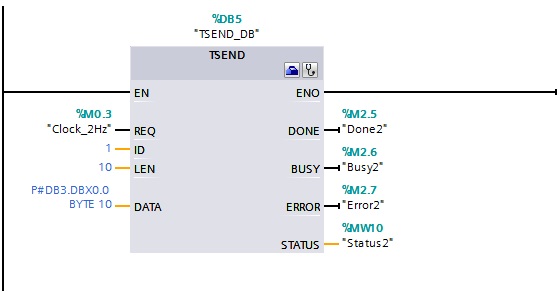 %DB5
"TSEND_DB"
TSEND
EN ENO
%M0.3 %M2.5
"Clock_2Hz" REQ DONE "Done2"
1 ID %M2.6
10 LEN BUSY "Busy2"
P#DB3.DBX0.0 %M2.7
BYTE 10 DATA ERROR "Error2"
%MW10
STATUS "Status2"